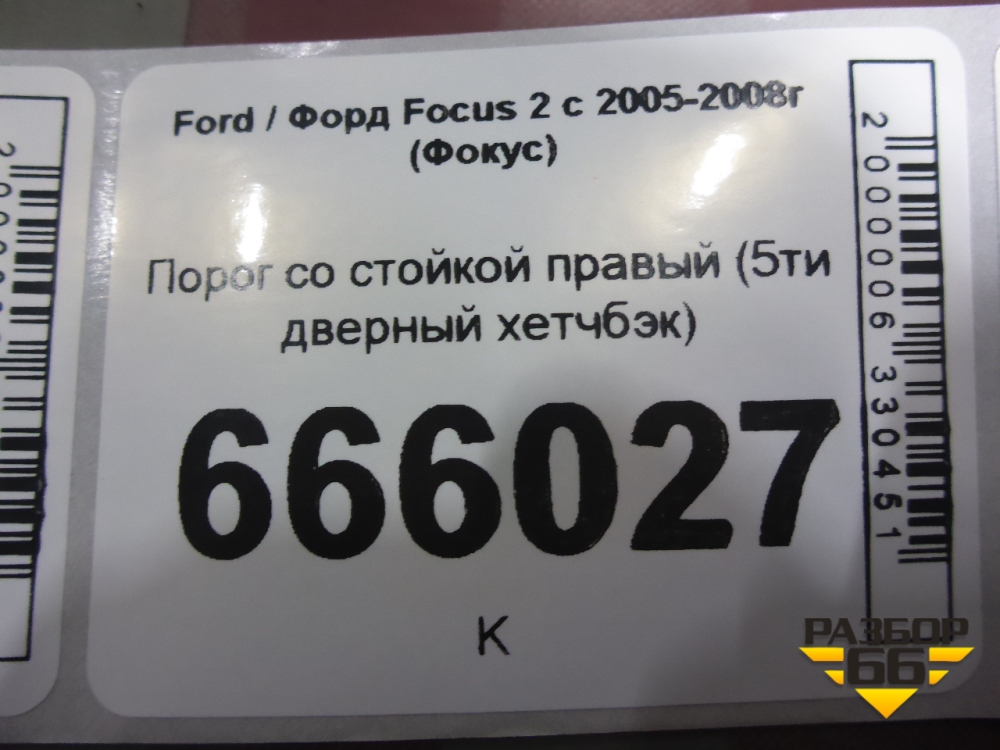 Ford / Форд Focus 2 с 2005-2008г
(Фокус)
Порог со стойкой правый (5ти
дверный хетчбэк)
666027
К
2000006330451
РАЗБОР
66